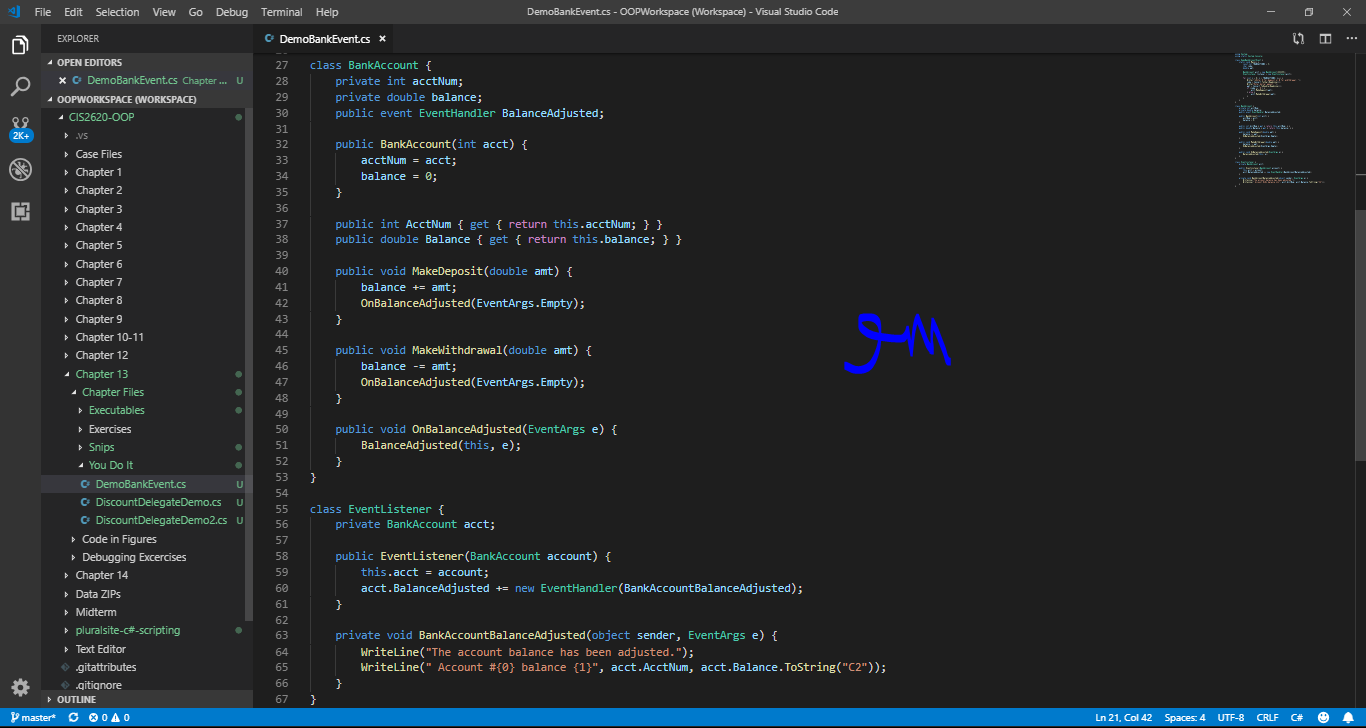 File Edit Selection View Go Debug Terminal Help
DemoBankEvent.cs - OOPWorkspace (Workspace) - Visual Studio Code
EXPLORER
OPEN EDITORS
DemoBankEvent.cs Chapter ... U
OOPWORKSPACE (WORKSPACE)
CIS2620-OOP
.vs
Case Files
Chapter 1
Chapter 2
Chapter 3
Chapter 4
Chapter 5
Chapter 6
Chapter 7
Chapter 8
Chapter 9
Chapter 10-11
Chapter 12
Chapter 13
Chapter Files
Executables
Exercises
Snips
You Do It
DemoBankEvent.cs U
DiscountDelegateDemo.cs U
DiscountDelegateDemo2.cs U
Code in Figures
Debugging Excercises
Chapter 14
Data ZIPs
Midterm
pluralsite-c#-scripting
Text Editor
.gitattributes
.gitignore
OUTLINE
2K+
DemoBankEvent.cs
27 class BankAccount {
28 private int acctNum;
29 private double balance;
30 public event EventHandler BalanceAdjusted;
31
32 public BankAccount(int acct) {
33 acctNum = acct;
34 balance = 0;
35 }
36
37 public int AcctNum { get { return this.acctNum; } }
38 public double Balance { get { return this.balance; } }
39
40 public void MakeDeposit(double amt) {
41 balance += amt;
42 OnBalanceAdjusted(EventArgs.Empty);
43 }
44
45 public void MakeWithdrawal(double amt) {
46 balance -= amt;
47 OnBalanceAdjusted(EventArgs.Empty);
48 }
49
50 public void OnBalanceAdjusted(EventArgs e) {
51 BalanceAdjusted(this, e);
52 }
53 }
54
55 class EventListener {
56 private BankAccount acct;
57
58 public EventListener(BankAccount account) {
59 this.acct = account;
60 acct.BalanceAdjusted += new EventHandler(BankAccountBalanceAdjusted);
61 }
62
63 private void BankAccountBalanceAdjusted(object sender, EventArgs e) {
64 WriteLine("The account balance has been adjusted.");
65 WriteLine(" Account #{0} balance {1}", acct.AcctNum, acct.Balance.ToString("C2"));
66 }
67 }
master* 0 0 Ln 21, Col 42 Spaces: 4 UTF-8 CRLF C#